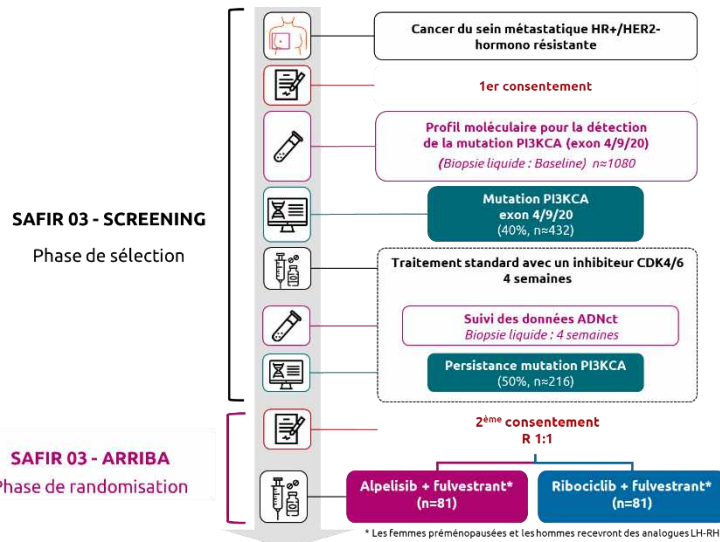 Cancer du sein métastatique HR+/HER2-
hormono résistante
1er consentement
Profil moléculaire pour la détection
de la mutation PI3KCA (exon 4/9/20)
(Biopsie liquide : Baseline) n≈1080
SAFIR 03 - SCREENING
Phase de sélection
Mutation PI3KCA
exon 4/9/20
(40%, n≈432)
Traitement standard avec un inhibiteur CDK4/6
4 semaines
Suivi des données ADNct
Biopsie liquide : 4 semaines
Persistance mutation PI3KCA
(50%, n≈216)
2ème consentement
R 1:1
SAFIR 03 - ARRIBA
Phase de randomisation
Alpelisib + fulvestrant*
(n=81)
Ribociclib + fulvestrant*
(n=81)
* Les femmes préménopausées et les hommes recevront des analogues LH-RH